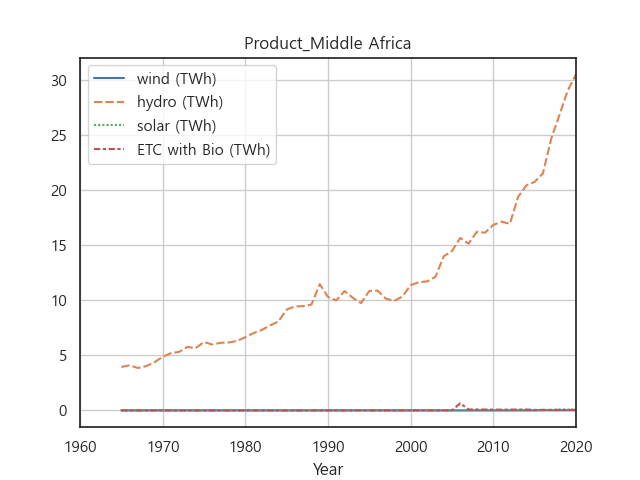 Product_Middle Africa
wind (TWh)
hydro (TWh)
solar (TWh)
ETC with Bio (TWh)
30
25
20
15
10
5
0
1960 1970 1980 1990 2000 2010 2020
Year